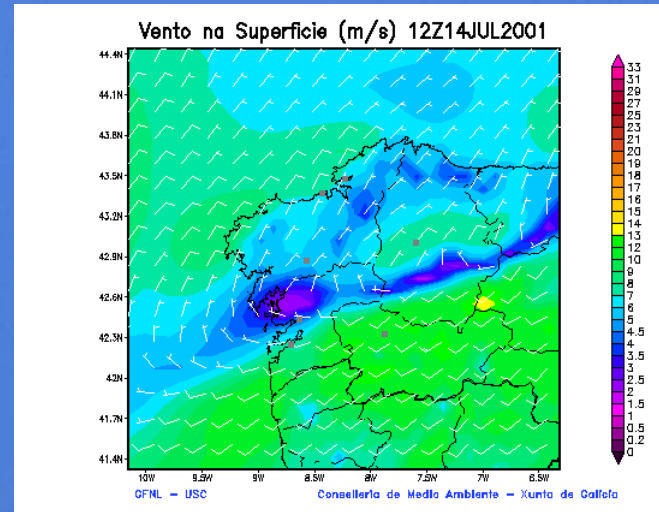 Vento na Superficie (m/s) 12Z14JUL2001
44.4N
44.1N
43.8N
43.5N
43.2N
42.9N
42.6N
42.3N
42N
41.7N
41.4N
10W 9.5W 9W 8.5W 8W 7.5W 7W 6.5W
33
31
29
27
25
23
21
20
19
18
17
16
15
14
13
12
10
9
8
7
6
5
4.5
4
3.5
3
2.5
2
1.5
1
0.5
0.2
0
GFNL – USC Conselleria de Medio Ambiente – Xunta de Galicia